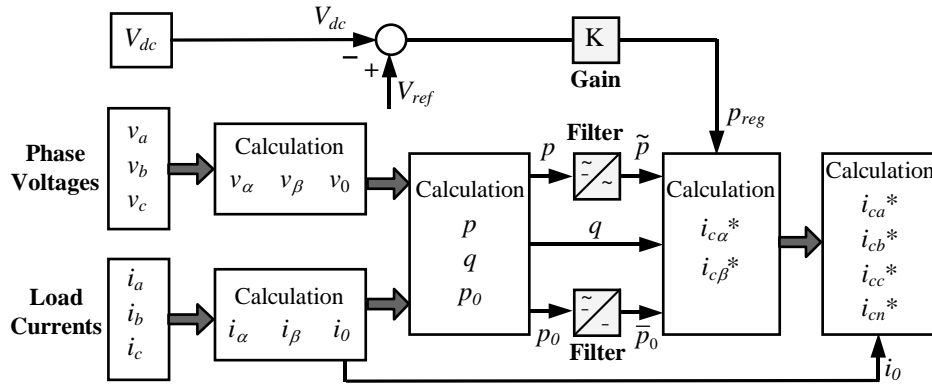 V_dc
V_dc
−
+
V_ref
K
Gain
p_reg
Phase
Voltages
v_a
v_b
v_c
Calculation
v_α v_β v_0
Load
Currents
i_a
i_b
i_c
Calculation
i_α i_β i_0
Calculation
p
q
p_0
p
Filter
~
−
~
p̃
q
p_0
~
−
−
Filter
p̄_0
Calculation
i_cα*
i_cβ*
Calculation
i_ca*
i_cb*
i_cc*
i_cn*
i_0